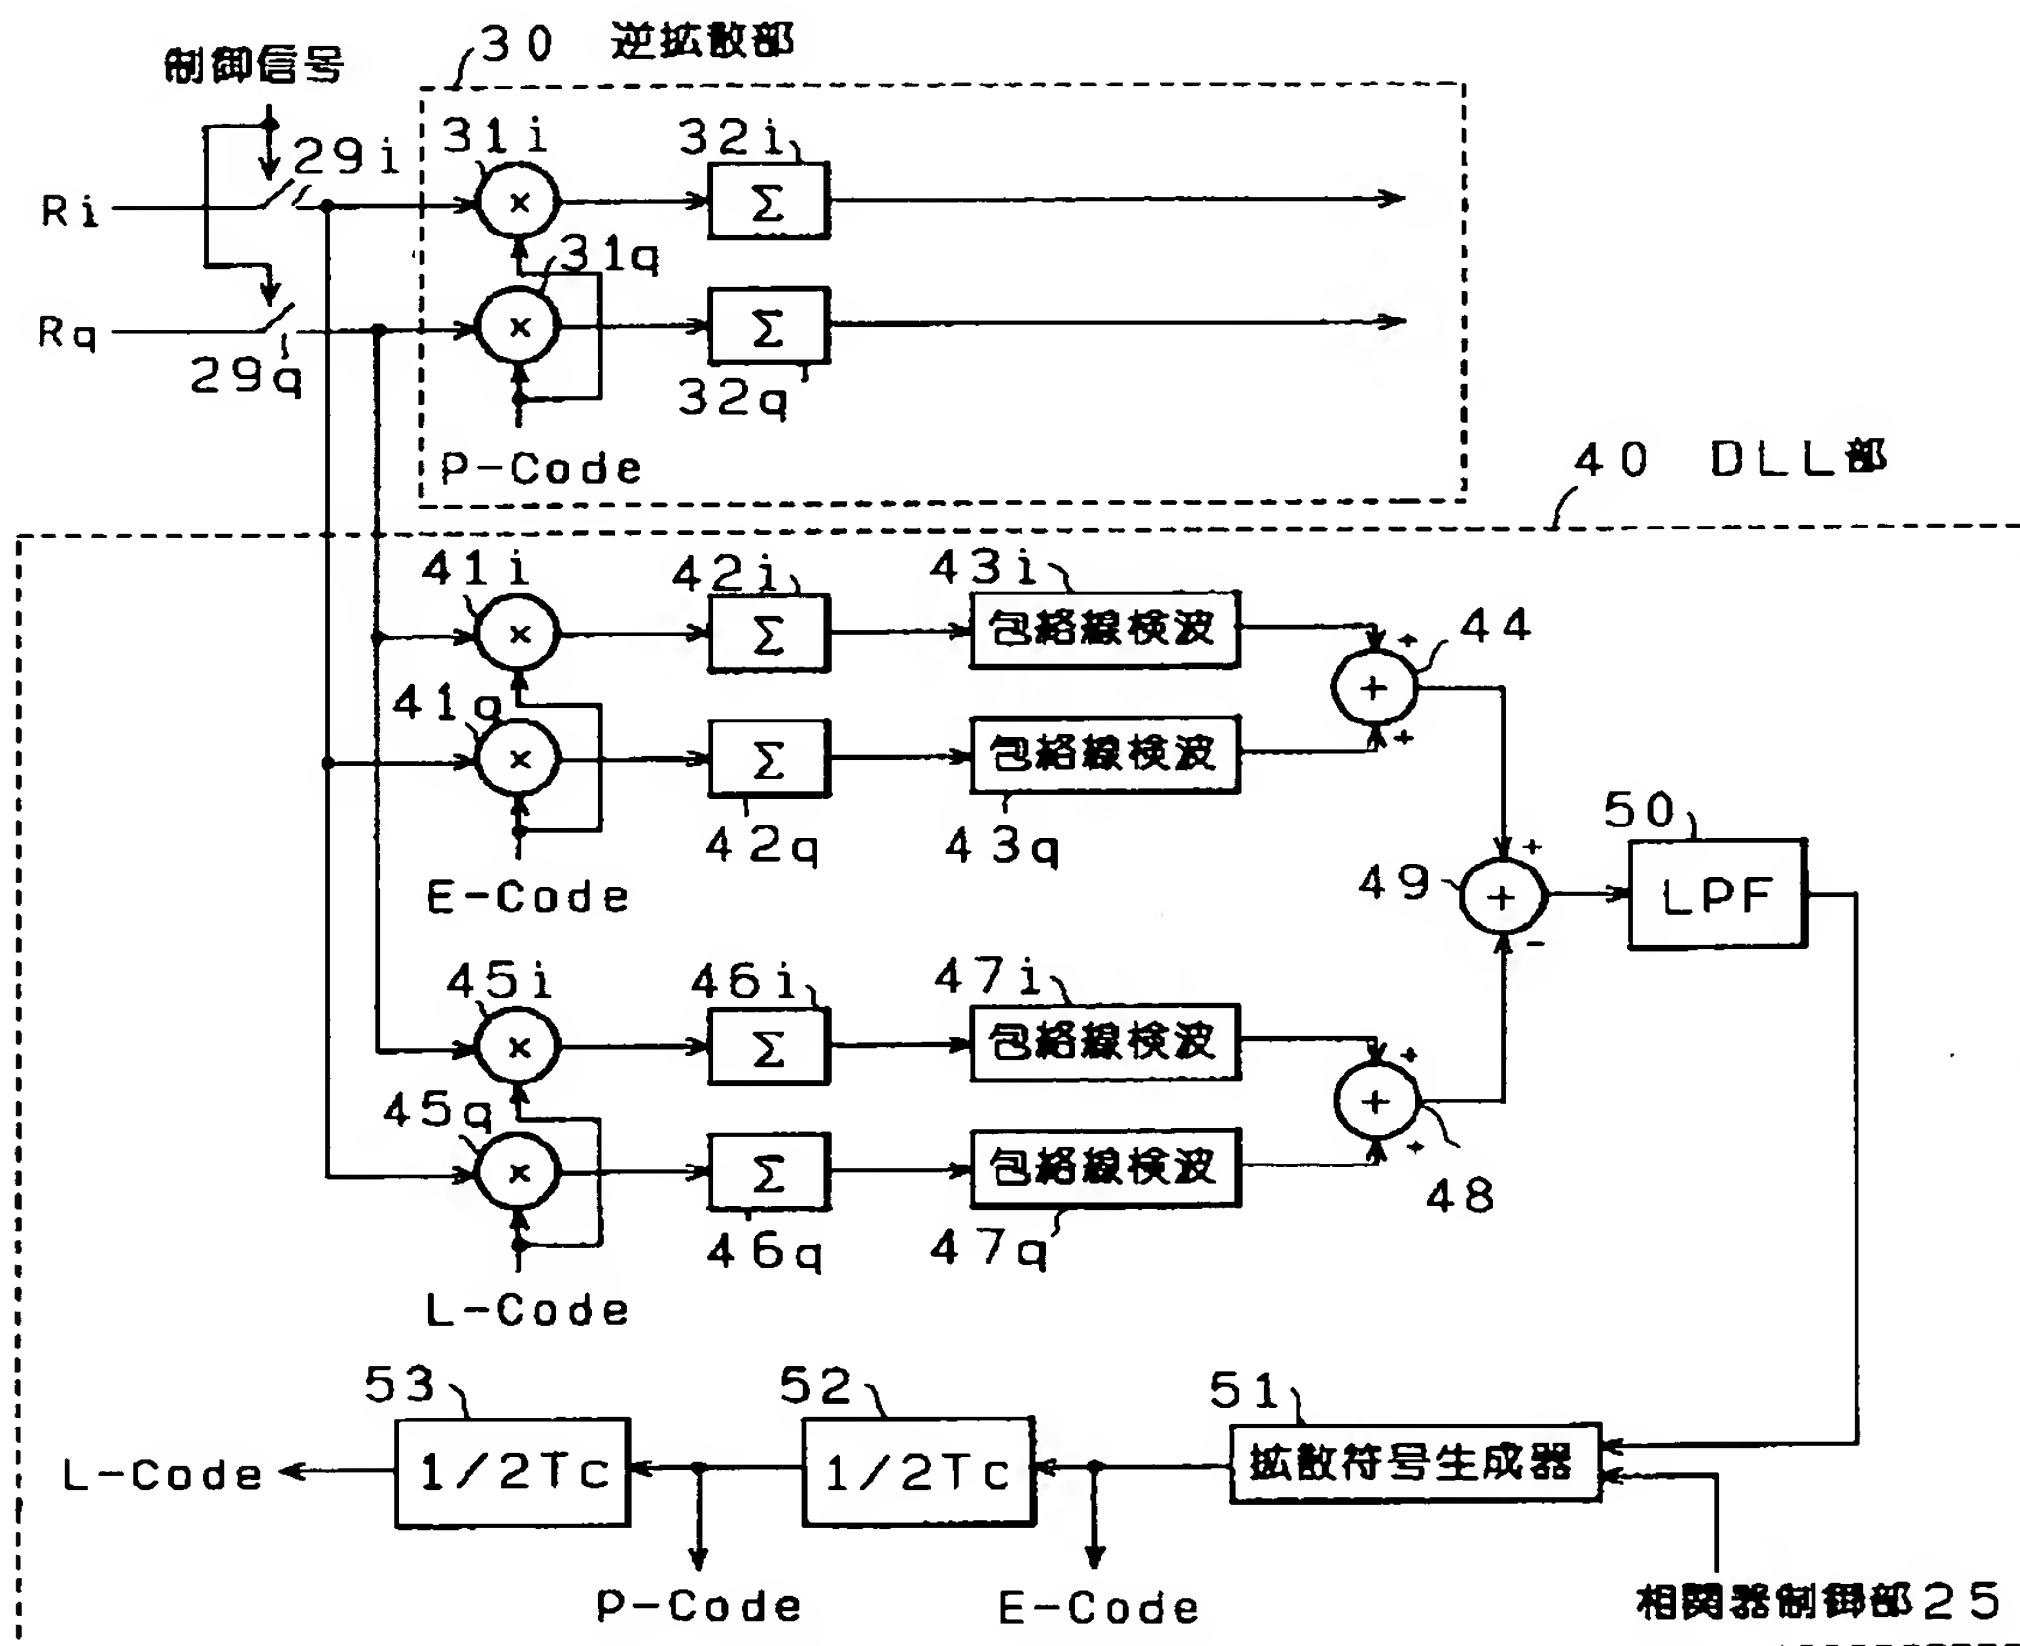 30 逆拡散部
制御信号
29i
31i
32i
Ri
×
Σ
31q
Rq
×
Σ
29q
32q
P-Code
40 DLL部
41i
42i
43i
×
Σ
包絡線検波
+
44
+
41q
×
Σ
包絡線検波
+
42q
43q
E-Code
50
+
49
+
LPF
-
45i
46i
47i
×
Σ
包絡線検波
+
+
45q
×
Σ
包絡線検波
+
48
46q
47q
L-Code
53
52
51
L-Code
1/2Tc
1/2Tc
拡散符号生成器
P-Code
E-Code
相関器制御部25